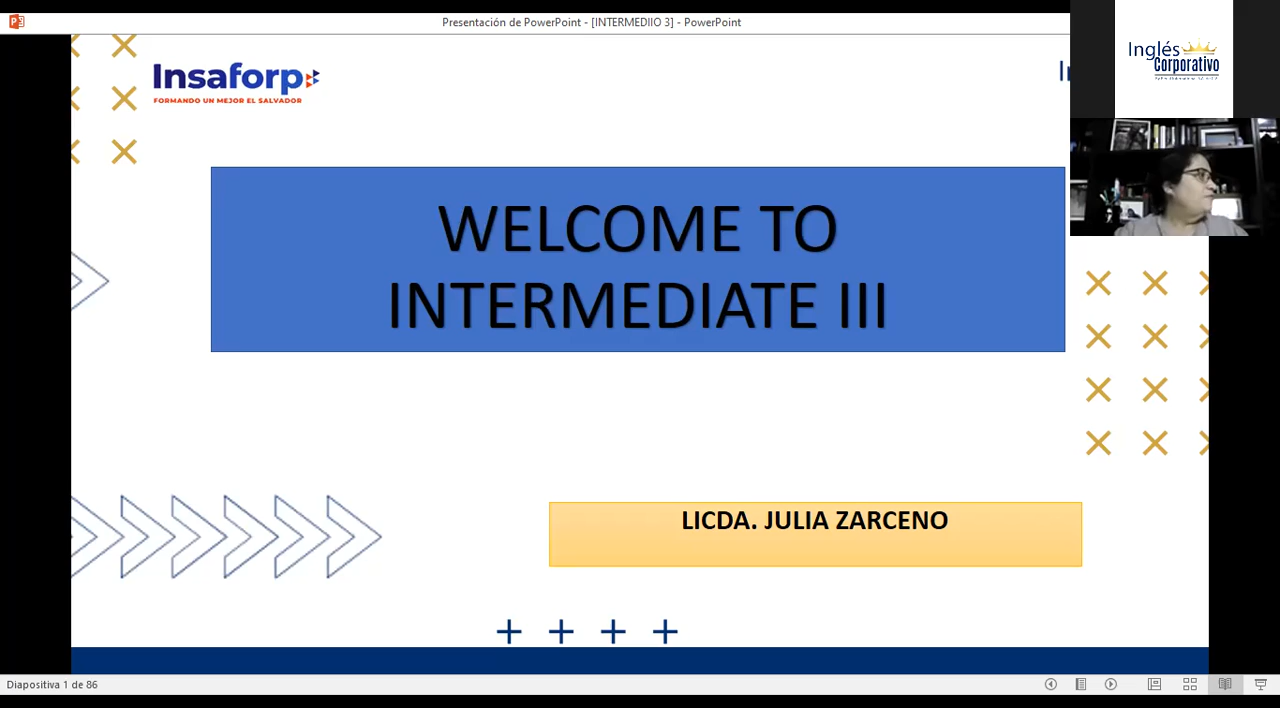 Presentación de PowerPoint - [INTERMEDIIO 3] - PowerPoint
Inglés
Corporativo
Insaforp
FORMANDO UN MEJOR EL SALVADOR
WELCOME TO
INTERMEDIATE III
LICDA. JULIA ZARCENO
Diapositiva 1 de 86